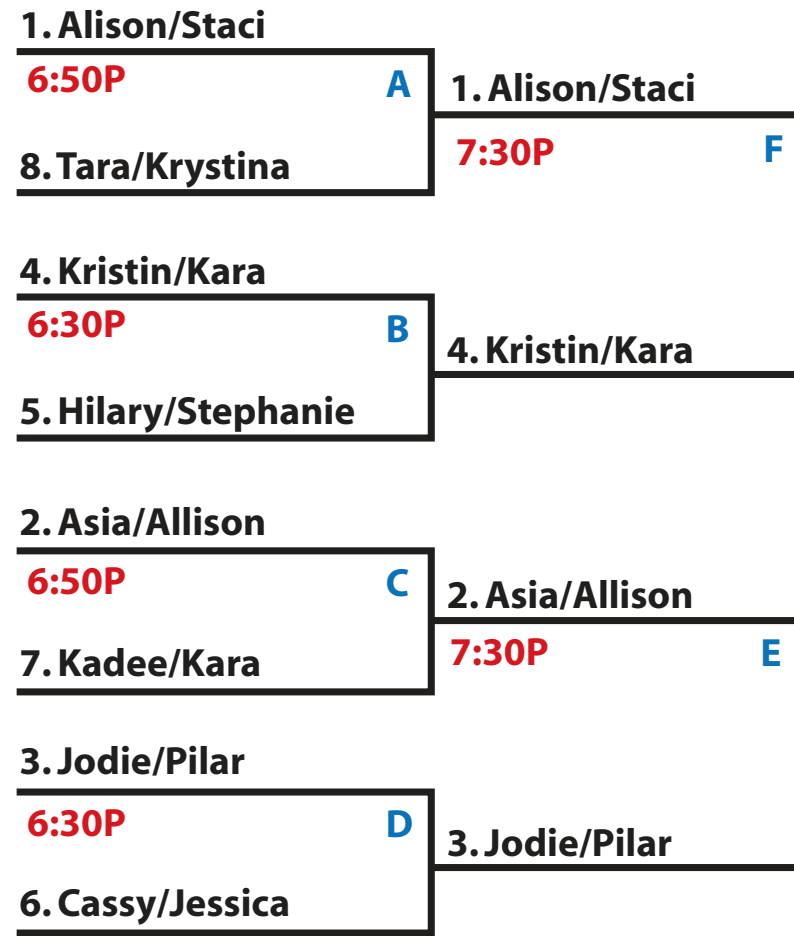 1. Alison/Staci
6:50P A
8. Tara/Krystina
1. Alison/Staci
7:30P F
4. Kristin/Kara
6:30P B
5. Hilary/Stephanie
4. Kristin/Kara
2. Asia/Allison
6:50P C
7. Kadee/Kara
2. Asia/Allison
7:30P E
3. Jodie/Pilar
6:30P D
6. Cassy/Jessica
3. Jodie/Pilar